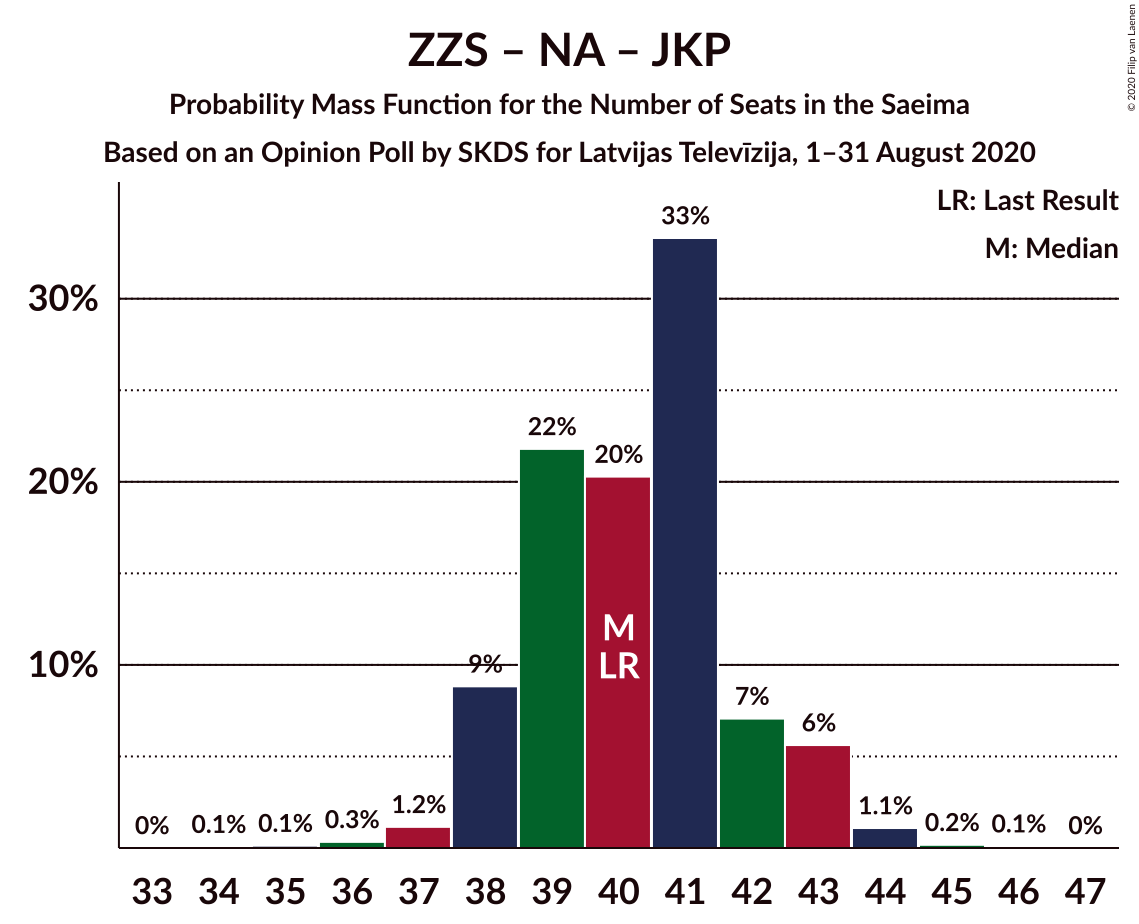 ZZS – NA – JKP
Probability Mass Function for the Number of Seats in the Saeima
Based on an Opinion Poll by SKDS for Latvijas Televīzija, 1–31 August 2020
© 2020 Filip van Laenen
LR: Last Result
M: Median
30%
20%
10%
0%
0.1%
0.1%
0.3%
1.2%
9%
22%
20%
33%
7%
6%
1.1%
0.2%
0.1%
0%
M
LR
33 34 35 36 37 38 39 40 41 42 43 44 45 46 47